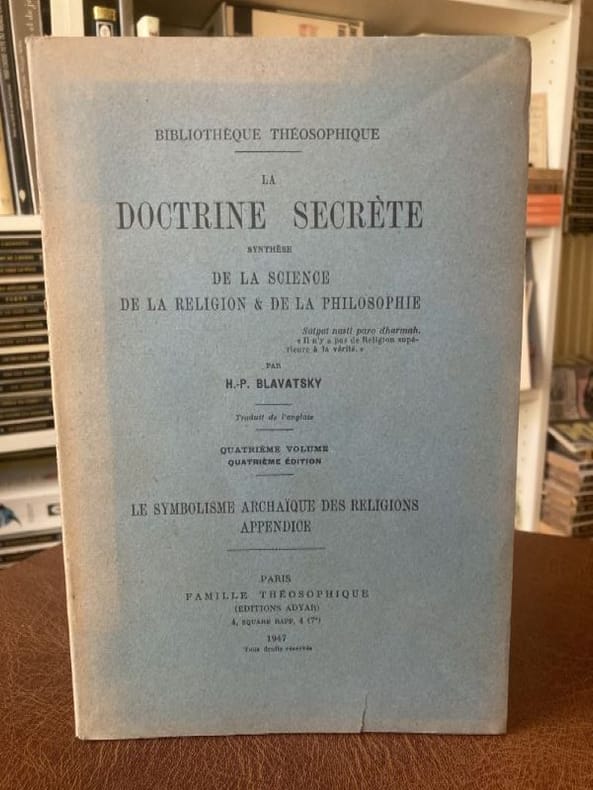 BIBLIOTHÈQUE THÉOSOPHIQUE
LA
DOCTRINE SECRÈTE
SYNTHÈSE
DE LA SCIENCE
DE LA RELIGION & DE LA PHILOSOPHIE
Satyat nasti paro dharmah.
« Il n'y a pas de Religion supé-
rieure à la vérité. »
PAR
H.-P. BLAVATSKY
Traduit de l'anglais
QUATRIÈME VOLUME
QUATRIÈME ÉDITION
LE SYMBOLISME ARCHAÏQUE DES RELIGIONS
APPENDICE
PARIS
FAMILLE THÉOSOPHIQUE
(EDITIONS ADYAR)
4, SQUARE RAPP, 4 (7e)
1947
Tous droits réservés